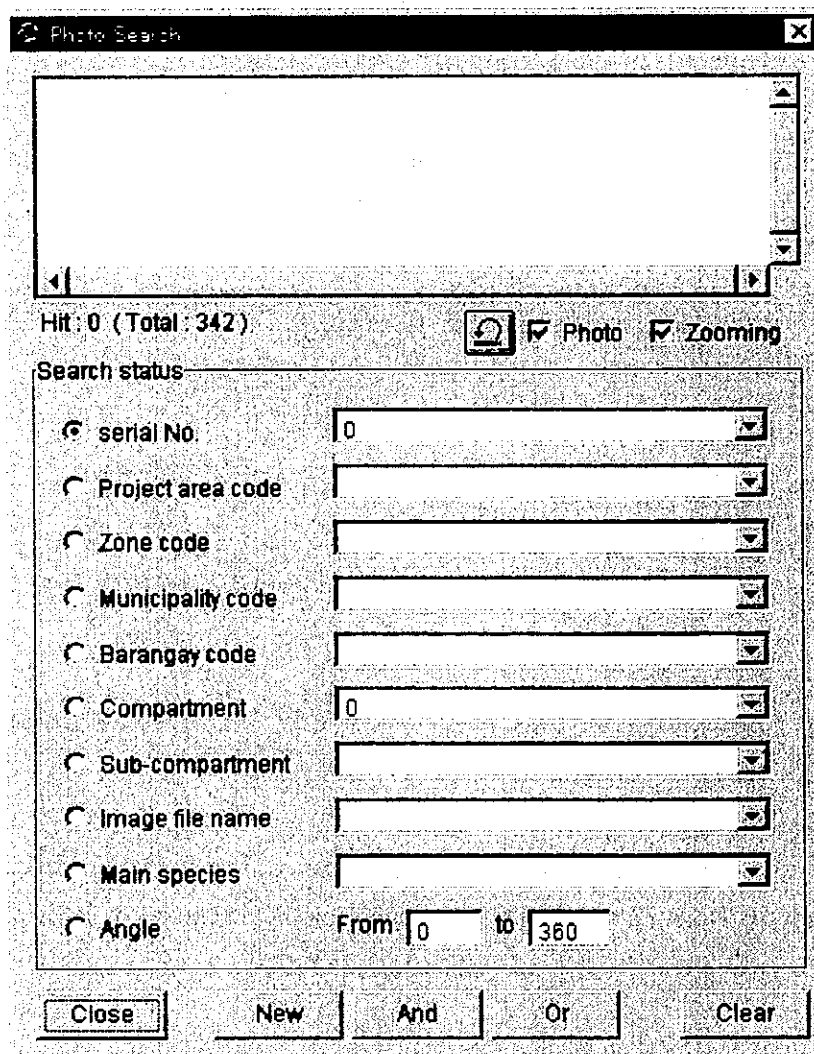 Photo Search
Hit : 0 ( Total : 342 )
Photo Zooming
Search status
serial No. 0
Project area code
Zone code
Municipality code
Barangay code
Compartment 0
Sub-compartment
Image file name
Main species
Angle From 0 to 360
Close New And Or Clear